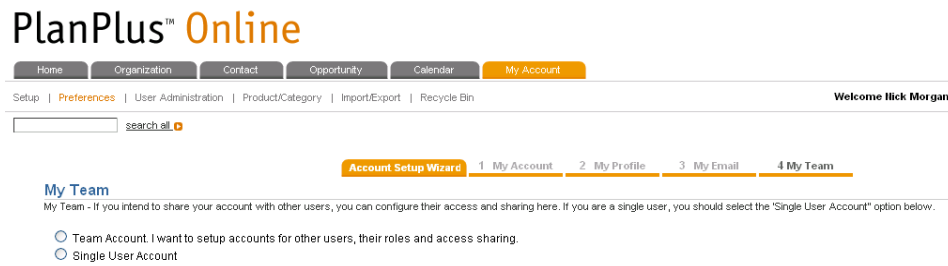 PlanPlus™ Online
Home Organization Contact Opportunity Calendar My Account
Setup | Preferences | User Administration | Product/Category | Import/Export | Recycle Bin Welcome Nick Morgan
search all
Account Setup Wizard 1 My Account 2 My Profile 3 My Email 4 My Team
My Team
My Team - If you intend to share your account with other users, you can configure their access and sharing here. If you are a single user, you should select the 'Single User Account" option below.
Team Account. I want to setup accounts for other users, their roles and access sharing.
Single User Account